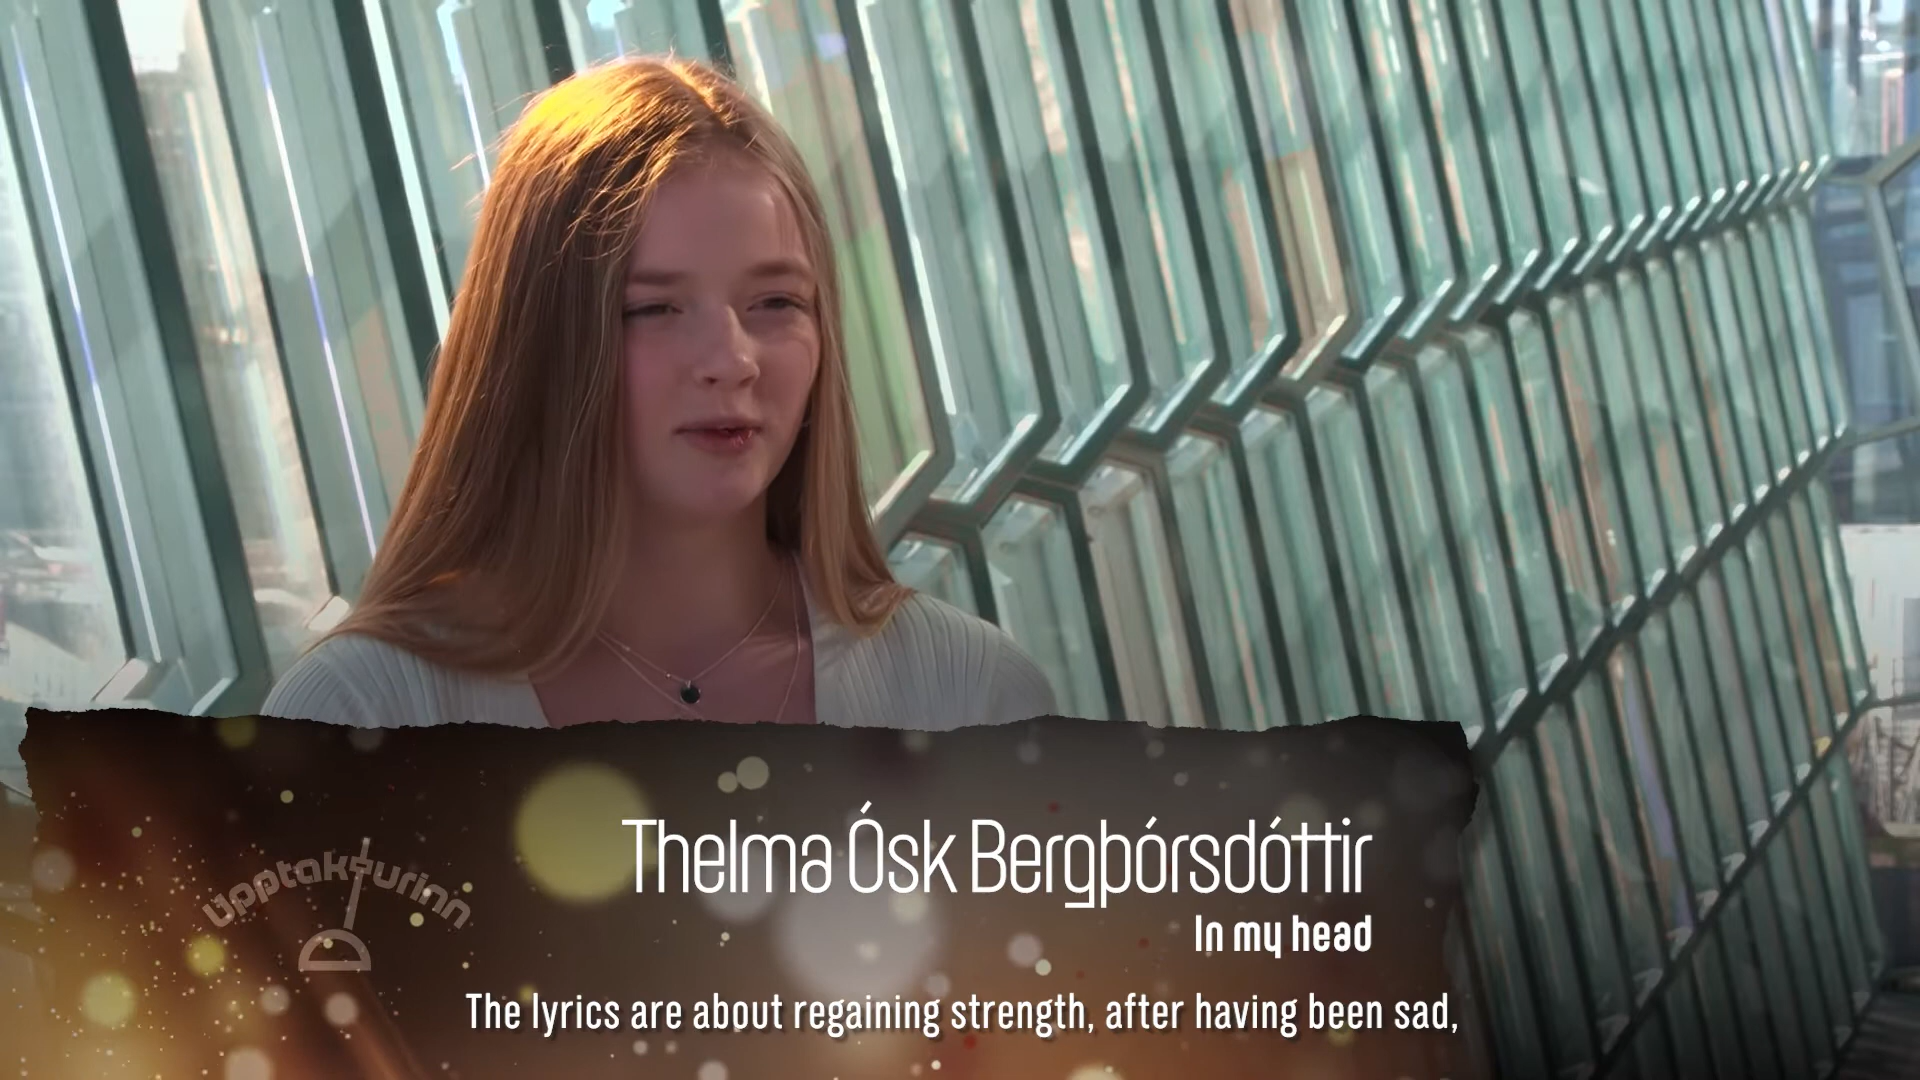 Upptakturinn
Thelma Ósk Bergþórsdóttir
In my head
The lyrics are about regaining strength, after having been sad,